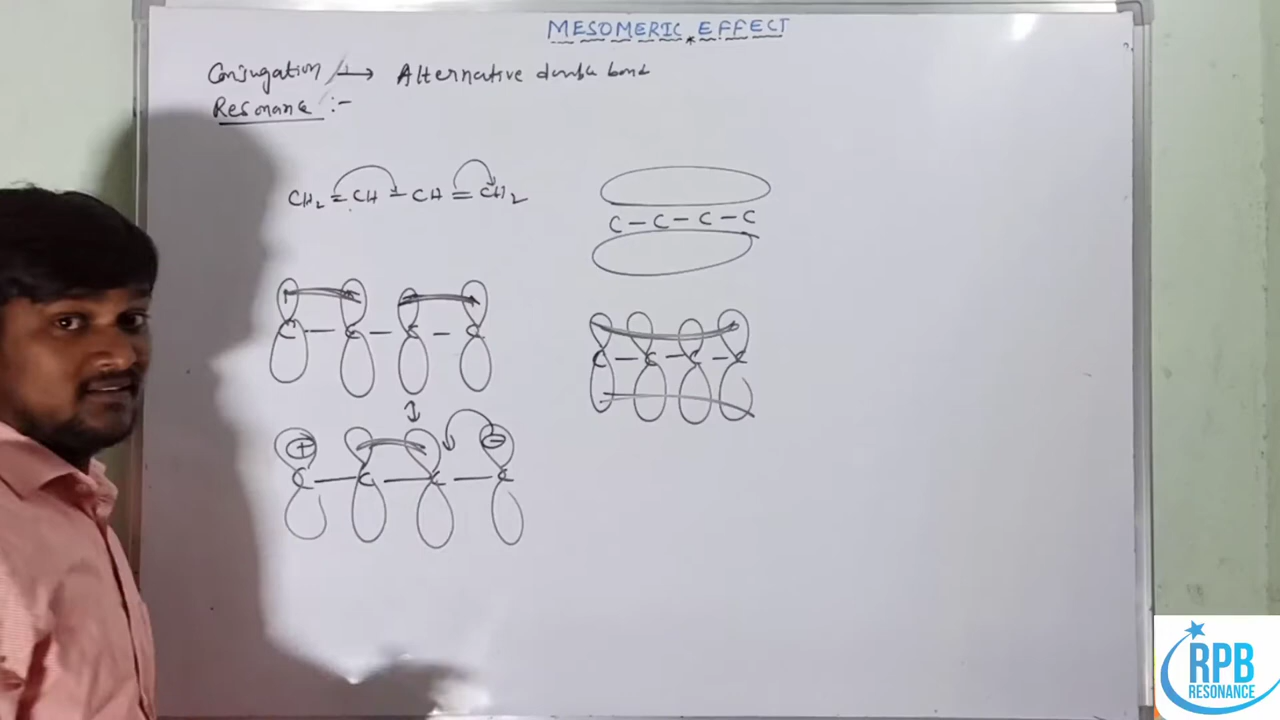 MESOMERIC EFFECT
Conjugation :→ Alternative double bond
Resonance :-
CH₂ = CH - CH = CH₂
C - C - C - C
C - C - C - C
C - C - C - C
+ -
C - C - C - C
RPB
RESONANCE